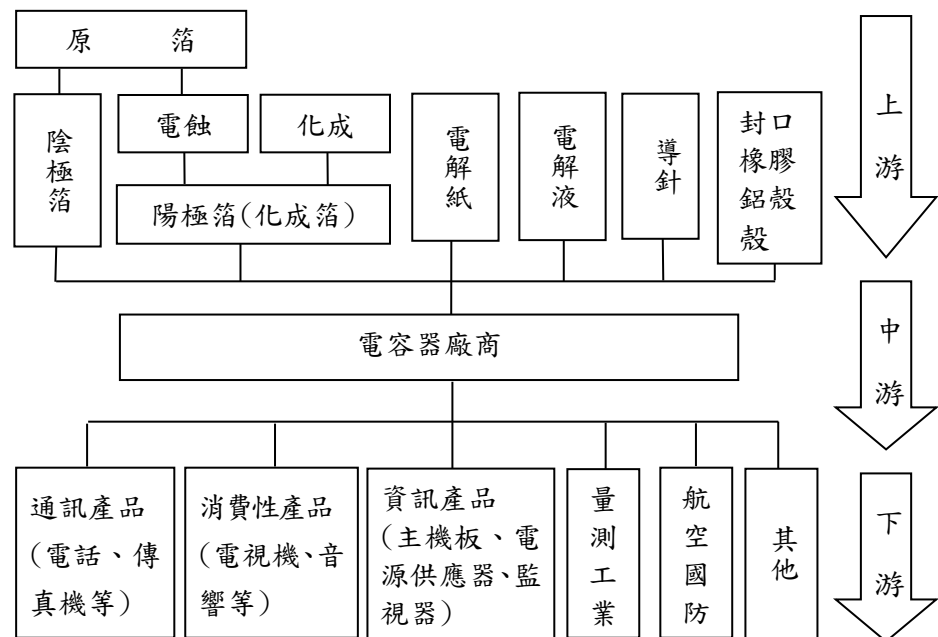 原 箔
陰極箔
電蝕
化成
陽極箔(化成箔)
電解紙
電解液
導針
封口
橡膠
鋁殼
殼
上游
電容器廠商
中游
通訊產品
(電話、傳
真機等)
消費性產品
(電視機、音
響等)
資訊產品
(主機板、電
源供應器、監
視器)
量測工業
航空國防
其他
下游